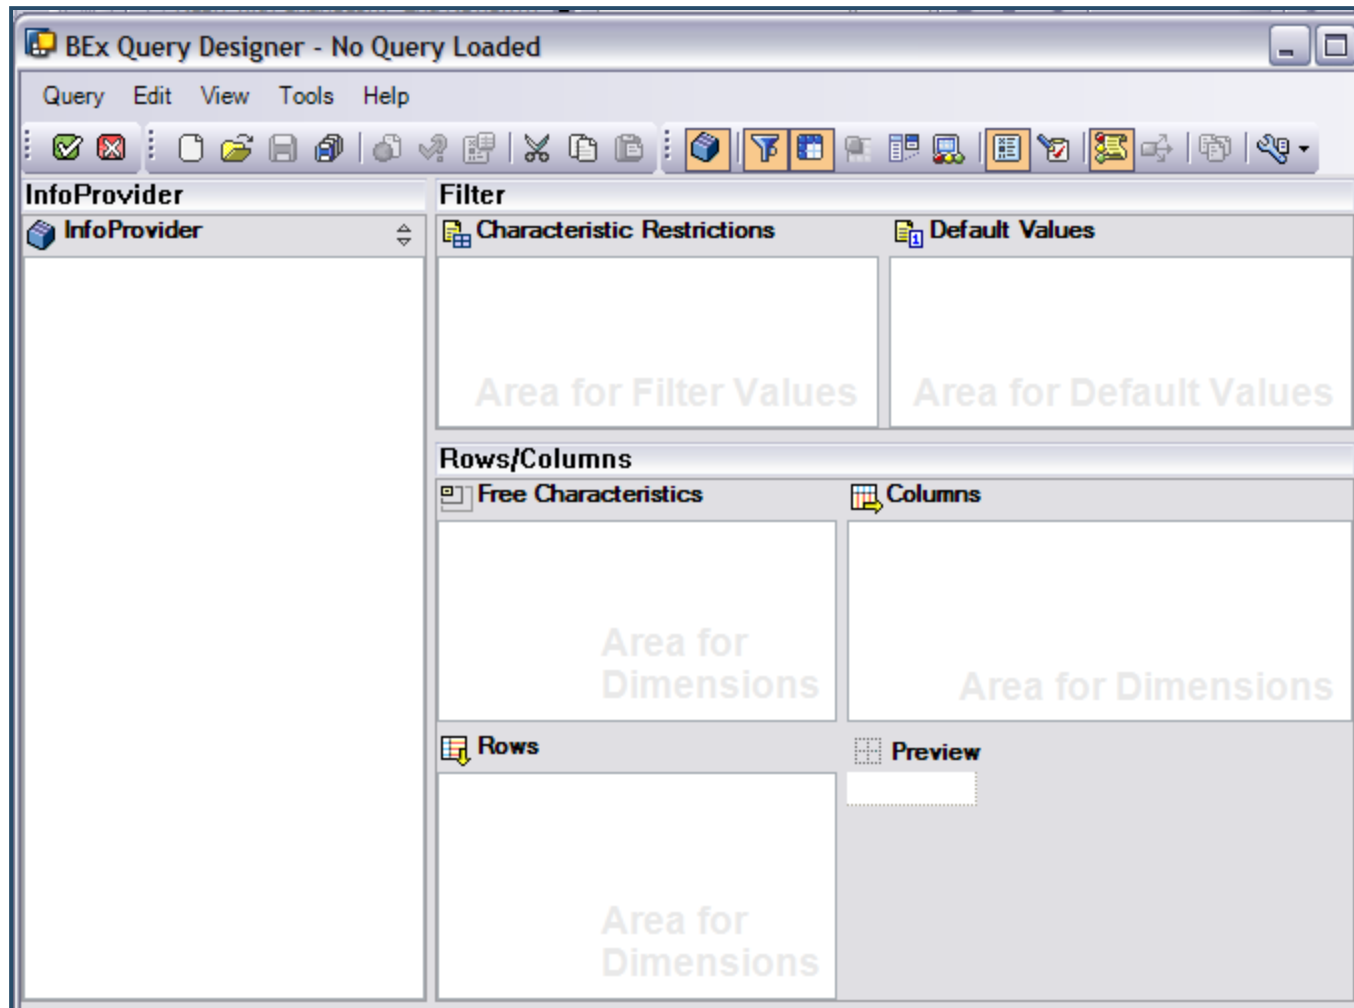 BEx Query Designer - No Query Loaded
Query Edit View Tools Help
InfoProvider
InfoProvider
Filter
Characteristic Restrictions
Default Values
Area for Filter Values
Area for Default Values
Rows/Columns
Free Characteristics
Columns
Area for
Dimensions
Area for Dimensions
Rows
Preview
Area for
Dimensions